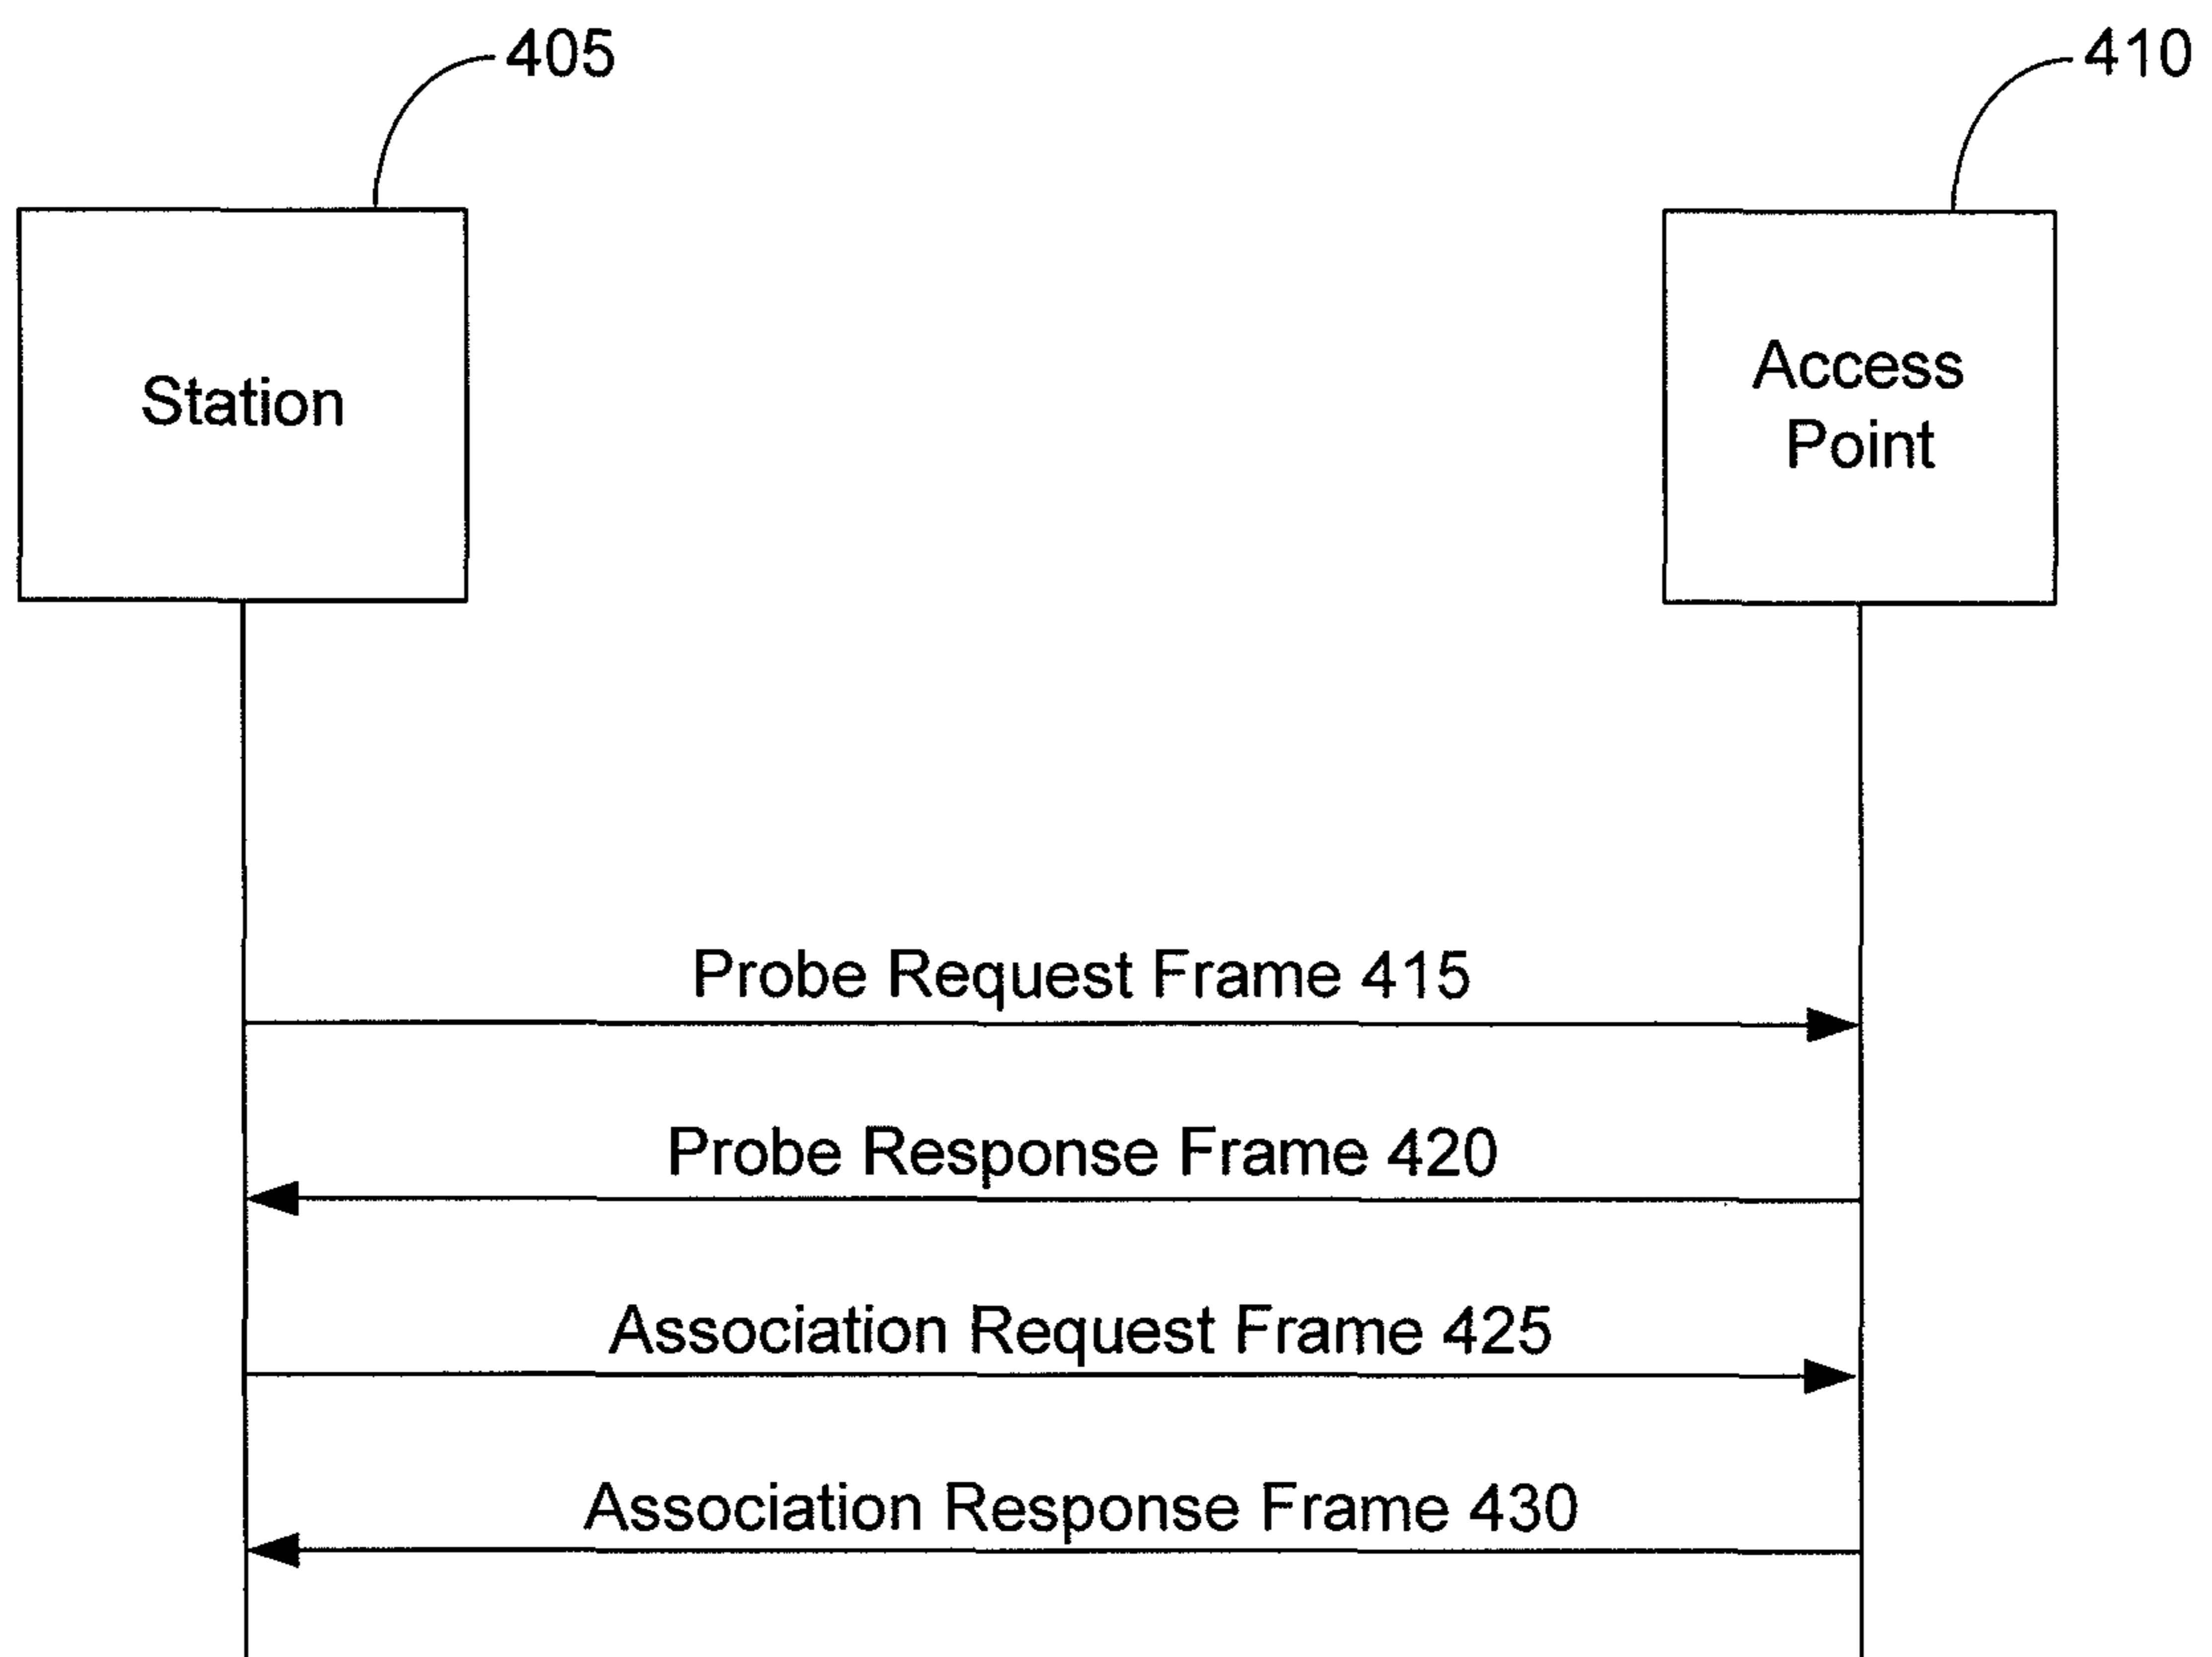 405
410
Station
Access
Point
Probe Request Frame 415
Probe Response Frame 420
Association Request Frame 425
Association Response Frame 430